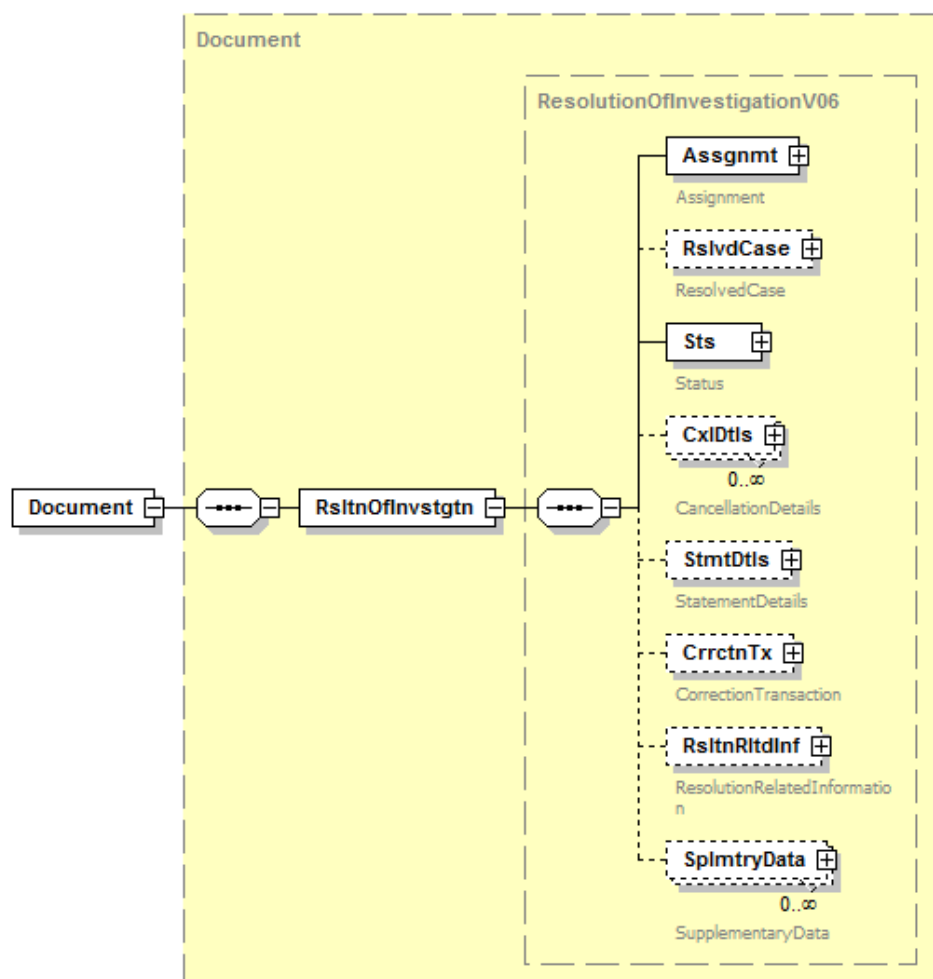 Document
ResolutionOfInvestigationV06
Assgnmt
Assignment
RslvdCase
ResolvedCase
Sts
Status
CxlDtls
0..∞
CancellationDetails
Document
RsltnOfInvstgtn
StmtDtls
StatementDetails
CrrctnTx
CorrectionTransaction
RsltnRltdInf
ResolutionRelatedInformatio
n
SplmtryData
0..∞
SupplementaryData